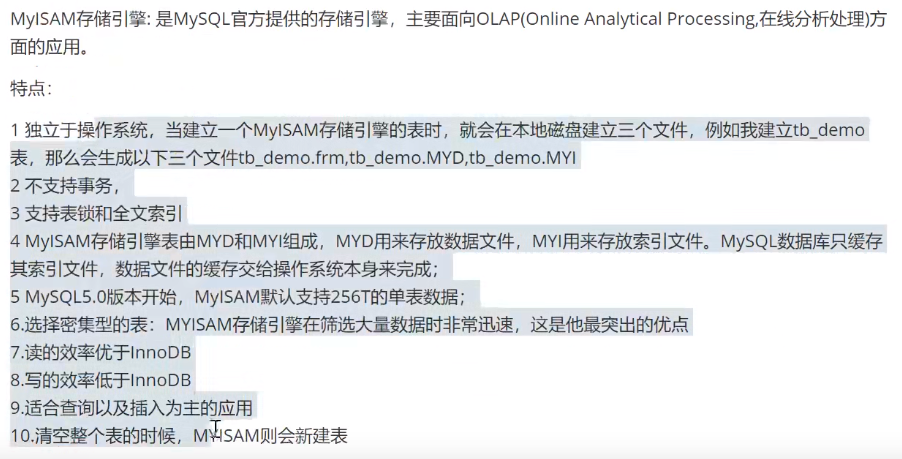 MyISAM存储引擎: 是MySQL官方提供的存储引擎，主要面向OLAP(Online Analytical Processing,在线分析处理)方
面的应用。
特点：
1 独立于操作系统，当建立一个MyISAM存储引擎的表时，就会在本地磁盘建立三个文件，例如我建立tb_demo
表，那么会生成以下三个文件tb_demo.frm,tb_demo.MYD,tb_demo.MYI
2 不支持事务，
3 支持表锁和全文索引
4 MyISAM存储引擎表由MYD和MYI组成，MYD用来存放数据文件，MYI用来存放索引文件。MySQL数据库只缓存
其索引文件，数据文件的缓存交给操作系统本身来完成；
5 MySQL5.0版本开始，MyISAM默认支持256T的单表数据；
6.选择密集型的表：MYISAM存储引擎在筛选大量数据时非常迅速，这是他最突出的优点
7.读的效率优于InnoDB
8.写的效率低于InnoDB
9.适合查询以及插入为主的应用
10.清空整个表的时候，MYISAM则会新建表